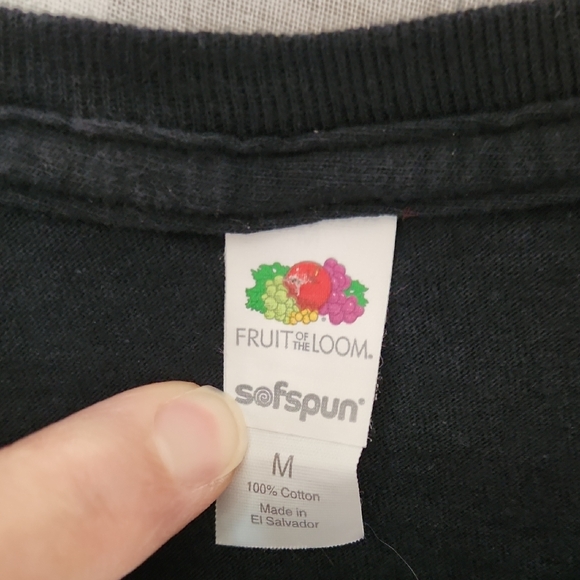 FRUIT OF THE LOOM®
sofspun®
M
100% Cotton
Made in
El Salvador